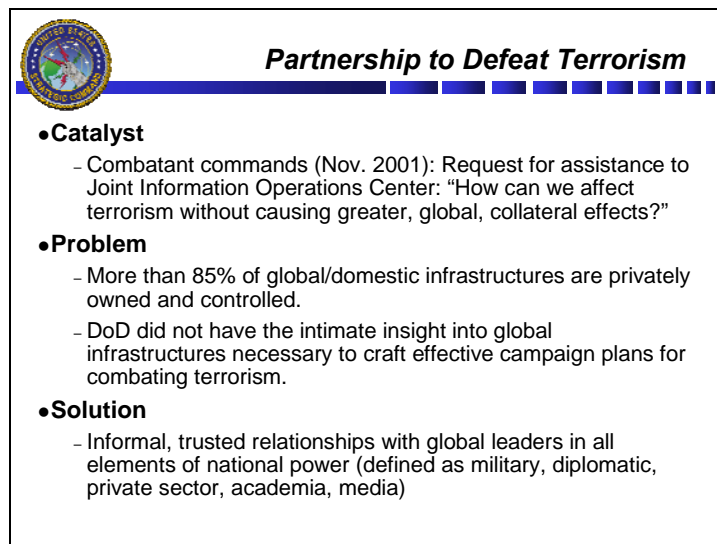 UNITED STATES
STRATEGIC COMMAND
Partnership to Defeat Terrorism
●Catalyst
– Combatant commands (Nov. 2001): Request for assistance to
Joint Information Operations Center: “How can we affect
terrorism without causing greater, global, collateral effects?”
●Problem
– More than 85% of global/domestic infrastructures are privately
owned and controlled.
– DoD did not have the intimate insight into global
infrastructures necessary to craft effective campaign plans for
combating terrorism.
●Solution
– Informal, trusted relationships with global leaders in all
elements of national power (defined as military, diplomatic,
private sector, academia, media)